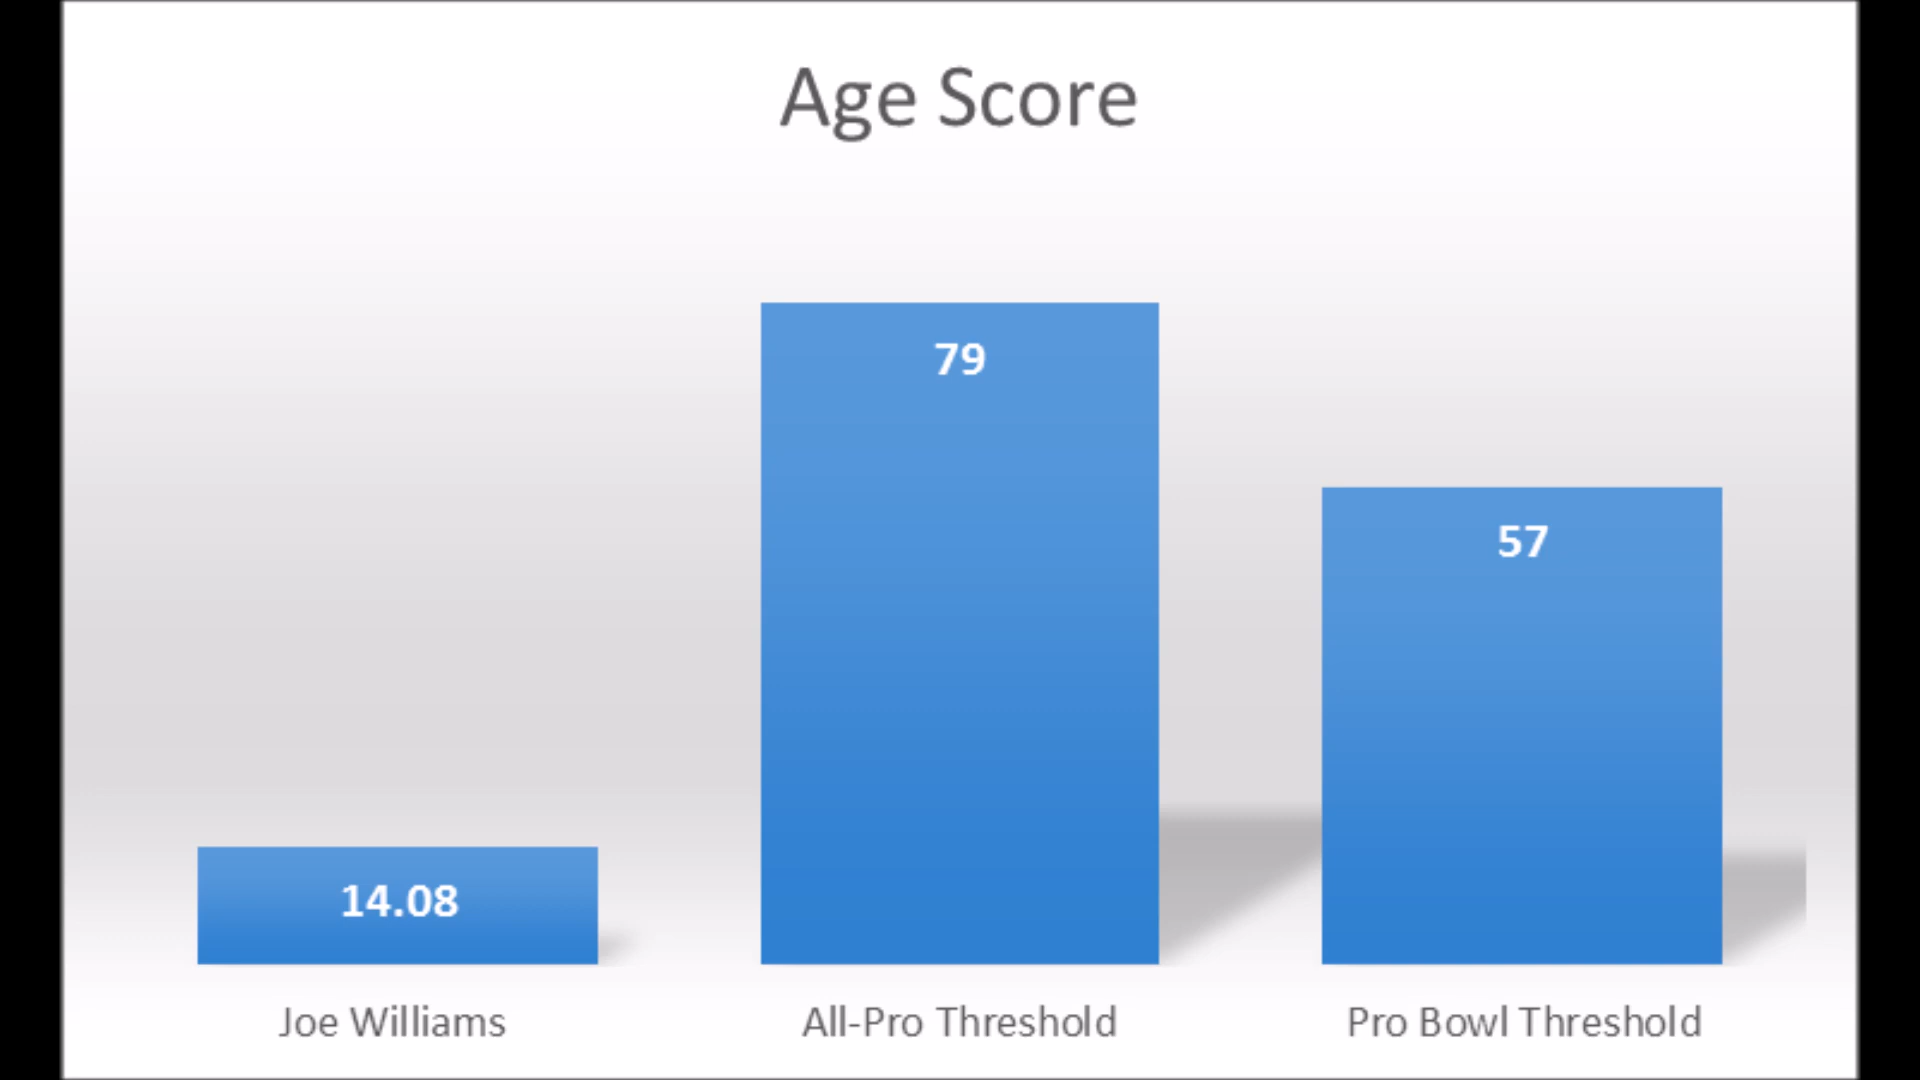 Age Score
79
57
14.08
Joe Williams
All-Pro Threshold
Pro Bowl Threshold